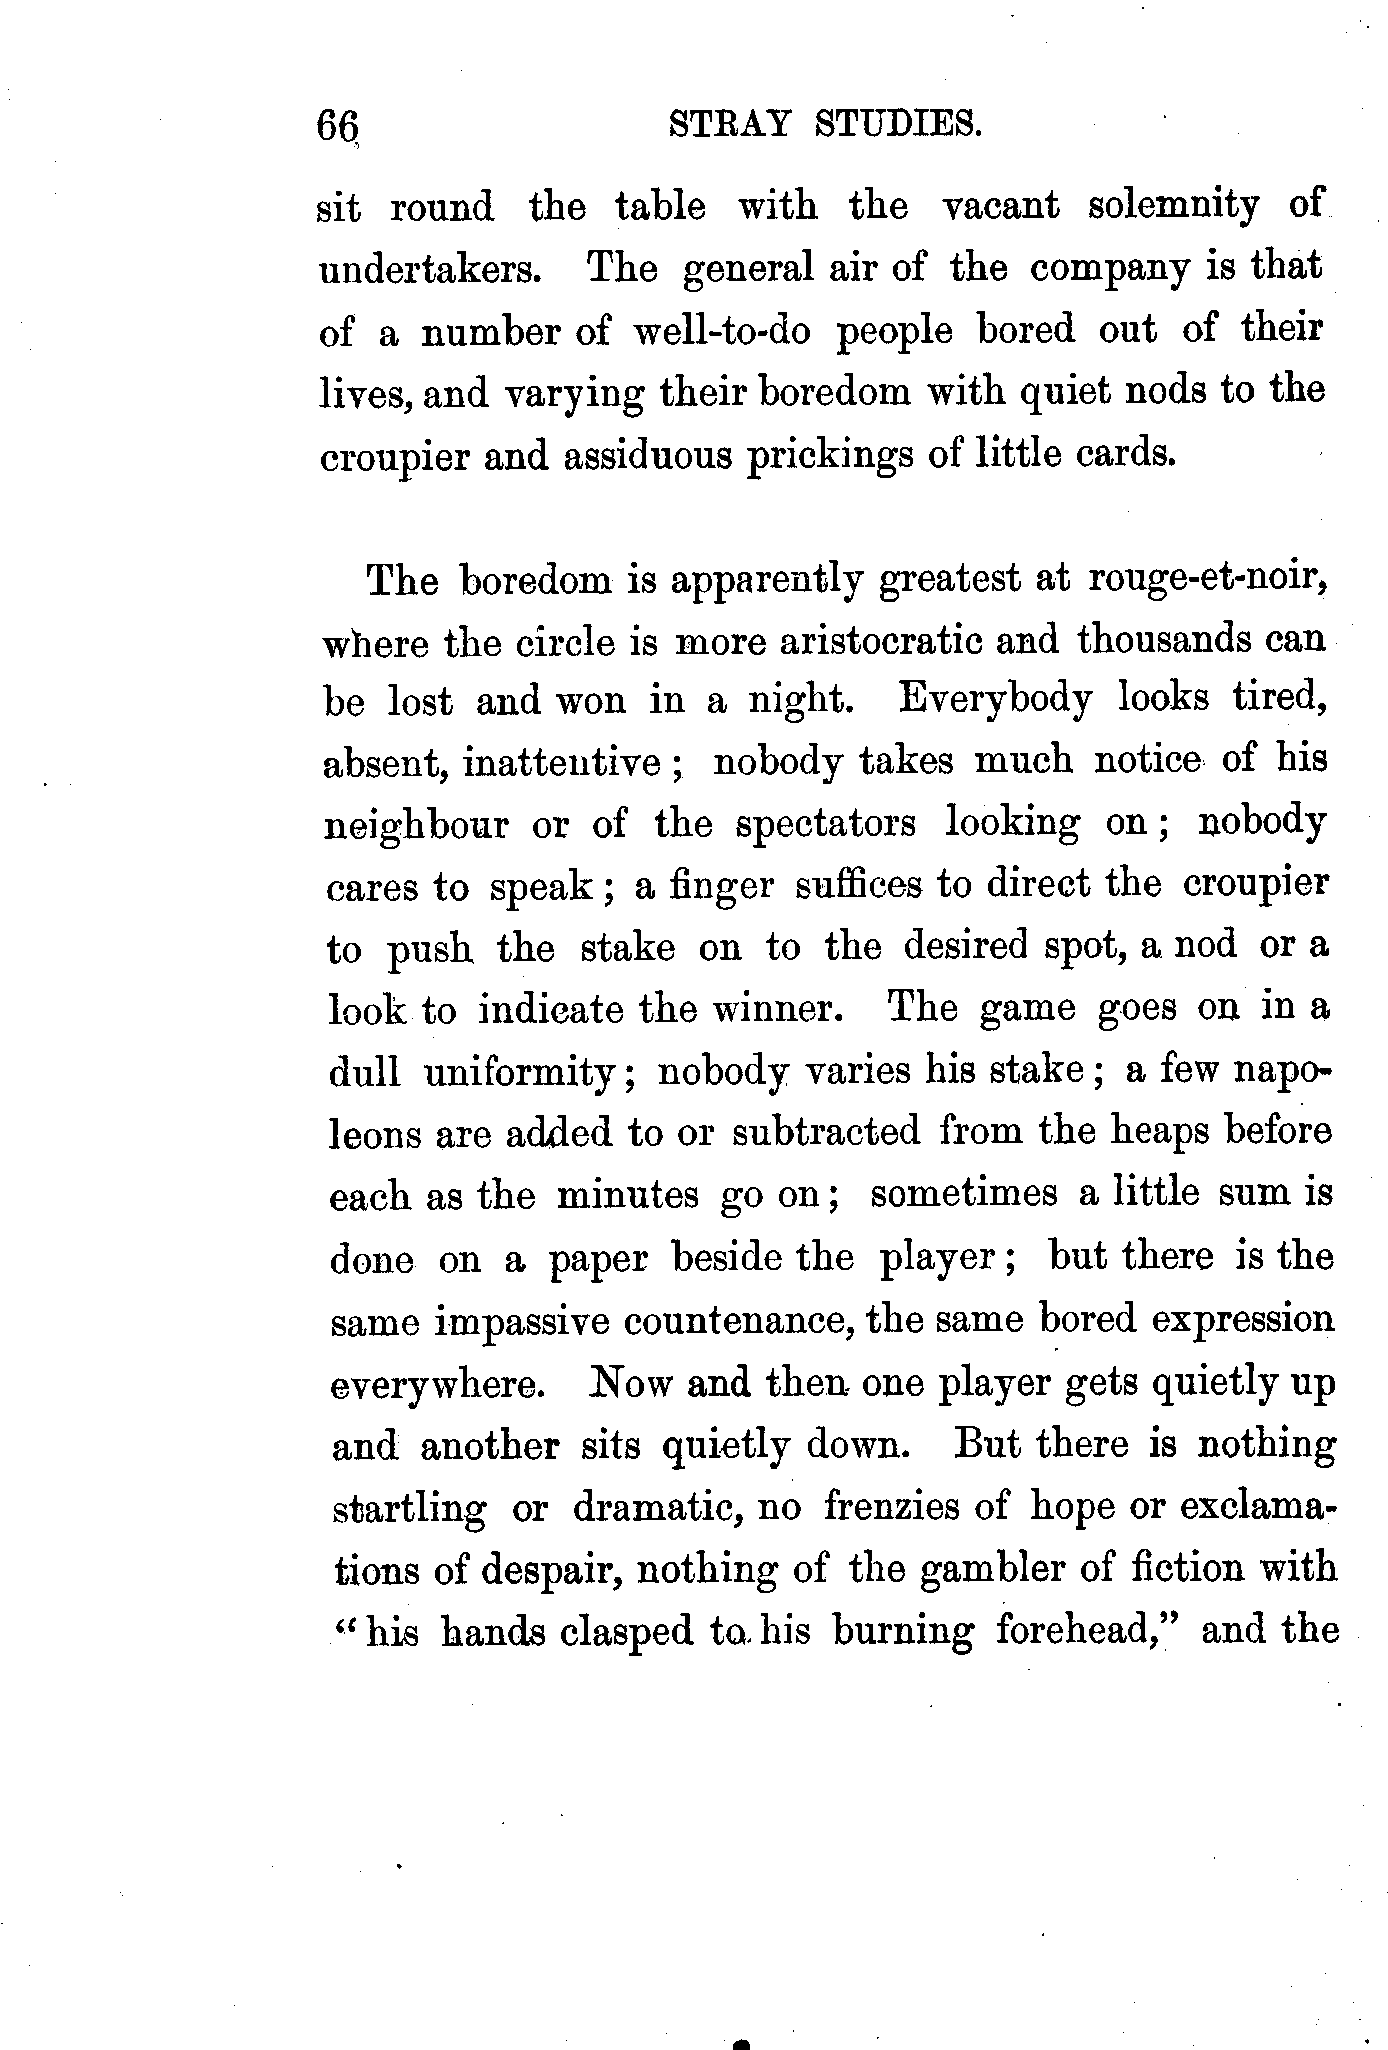 66 STRAY STUDIES.
sit round the table with the vacant solemnity of
undertakers. The general air of the company is that
of a number of well-to-do people bored out of their
lives, and varying their boredom with quiet nods to the
croupier and assiduous prickings of little cards.
The boredom is apparently greatest at rouge-et-noir,
where the circle is more aristocratic and thousands can
be lost and won in a night. Everybody looks tired,
absent, inattentive ; nobody takes much notice of his
neighbour or of the spectators looking on ; nobody
cares to speak ; a finger suffices to direct the croupier
to push the stake on to the desired spot, a nod or a
look to indicate the winner. The game goes on in a
dull uniformity ; nobody varies his stake ; a few napo-
leons are added to or subtracted from the heaps before
each as the minutes go on ; sometimes a little sum is
done on a paper beside the player ; but there is the
same impassive countenance, the same bored expression
everywhere. Now and then one player gets quietly up
and another sits quietly down. But there is nothing
startling or dramatic, no frenzies of hope or exclama-
tions of despair, nothing of the gambler of fiction with
“his hands clasped to his burning forehead,” and the